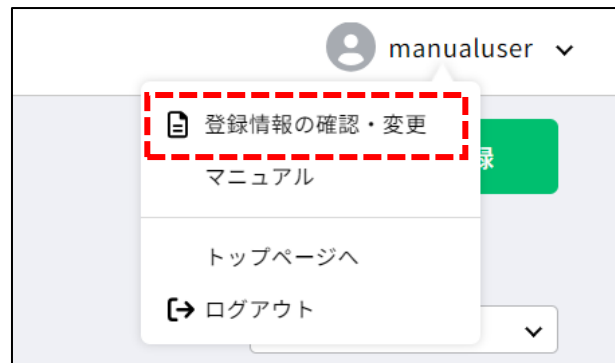 manualuser
登録情報の確認・変更
録
マニュアル
トップページへ
ログアウト